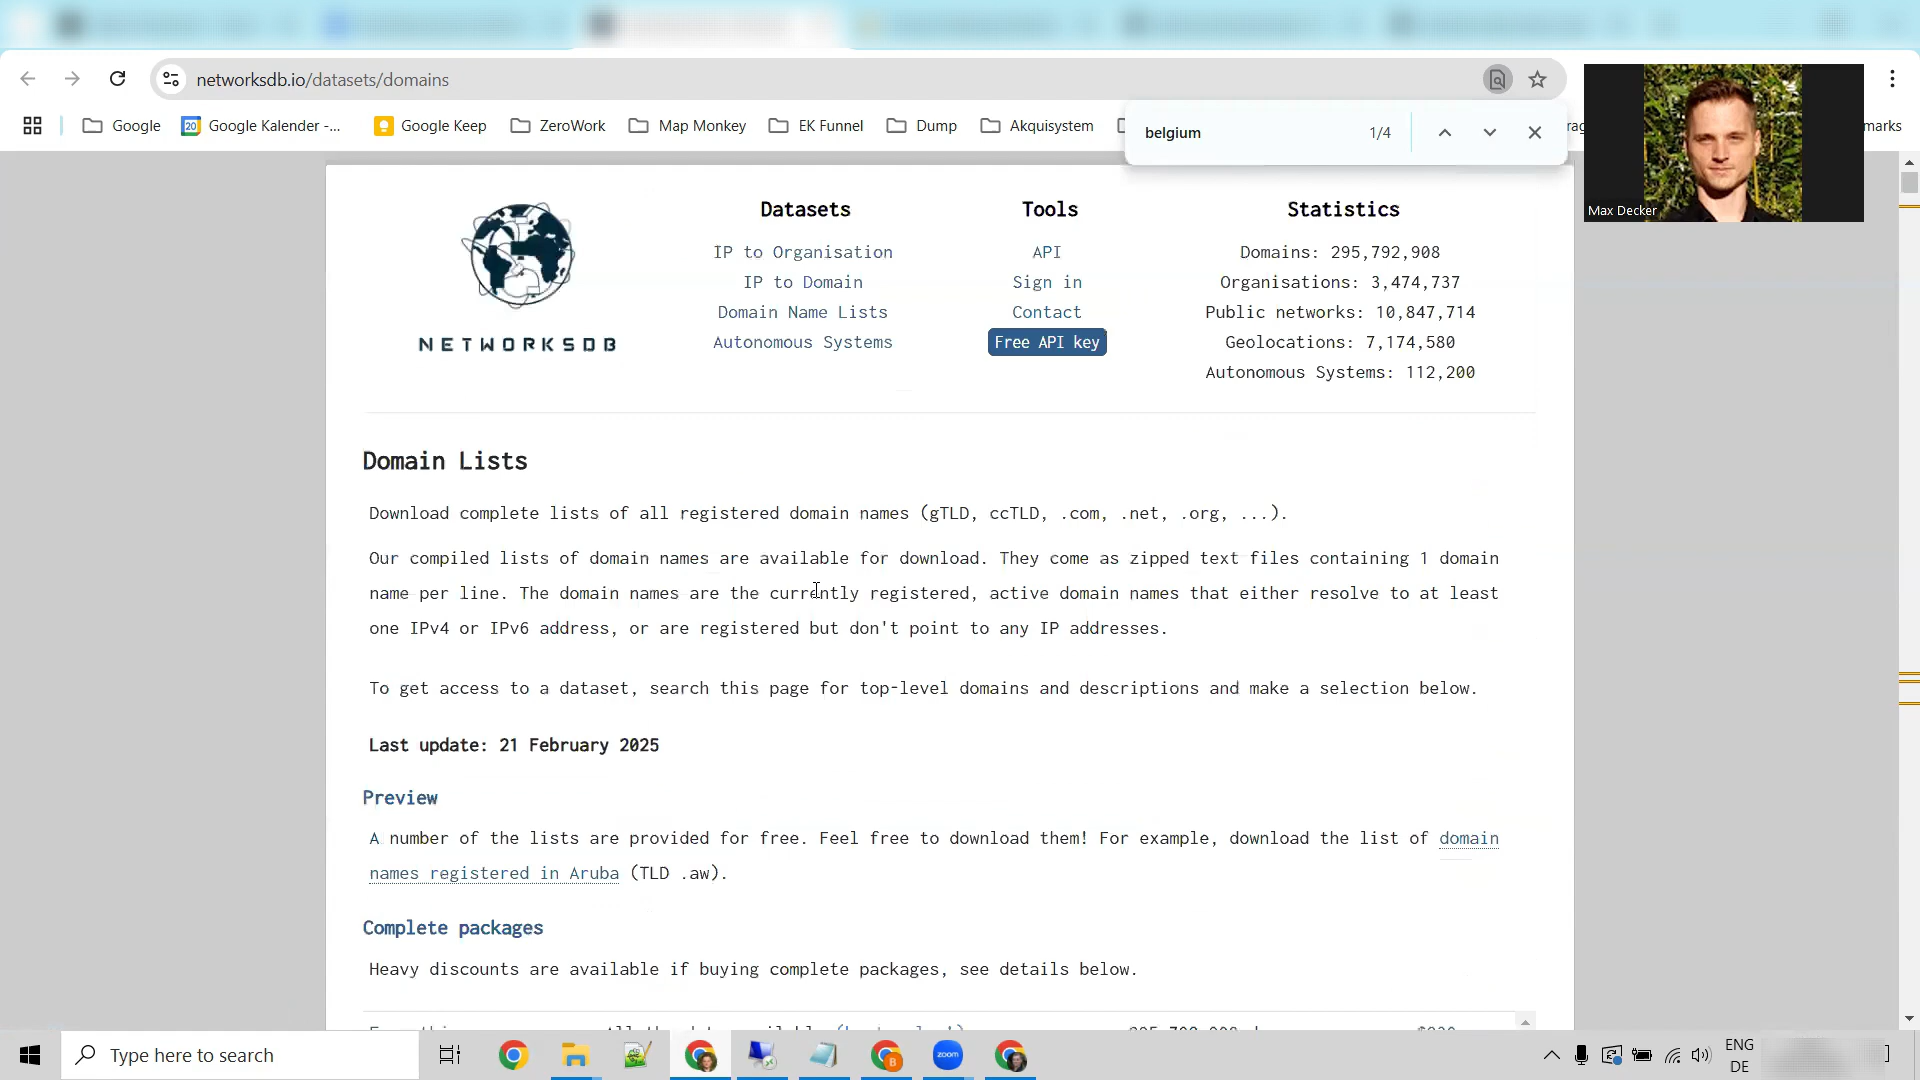 networksdb.io/datasets/domains
Google
Google Kalender -...
Google Keep
ZeroWork
Map Monkey
EK Funnel
Dump
Akquisystem
marks
belgium
1/4
Max Decker
NETWORKSDB
Datasets
IP to Organisation
IP to Domain
Domain Name Lists
Autonomous Systems
Tools
API
Sign in
Contact
Free API key
Statistics
Domains: 295,792,908
Organisations: 3,474,737
Public networks: 10,847,714
Geolocations: 7,174,580
Autonomous Systems: 112,200
Domain Lists
Download complete lists of all registered domain names (gTLD, ccTLD, .com, .net, .org, ...).
Our compiled lists of domain names are available for download. They come as zipped text files containing 1 domain
name per line. The domain names are the currently registered, active domain names that either resolve to at least
one IPv4 or IPv6 address, or are registered but don't point to any IP addresses.
To get access to a dataset, search this page for top-level domains and descriptions and make a selection below.
Last update: 21 February 2025
Preview
A number of the lists are provided for free. Feel free to download them! For example, download the list of domain
names registered in Aruba (TLD .aw).
Complete packages
Heavy discounts are available if buying complete packages, see details below.
Type here to search
zoom
ENG
DE